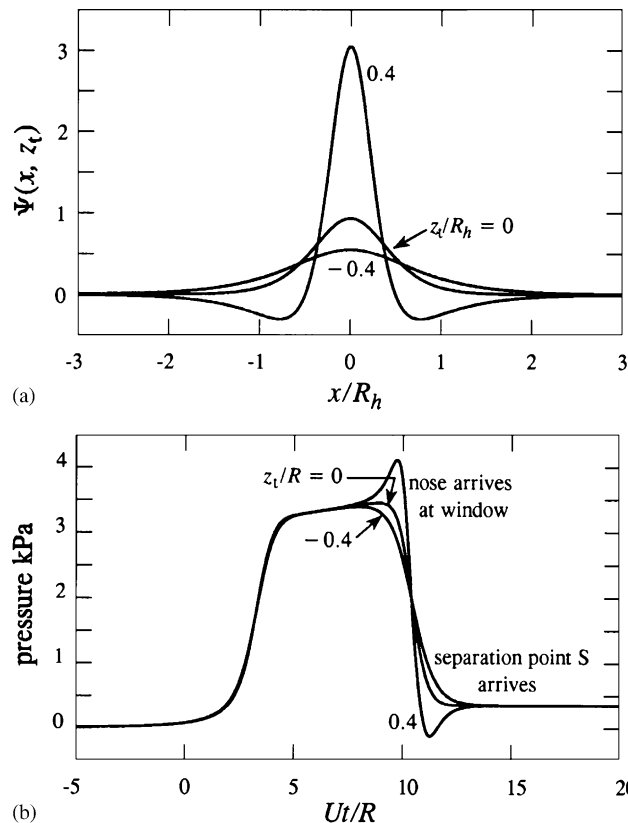 3
2
1
0
Ψ(x, z_t)
0.4
z_t/R_h = 0
−0.4
-3
-2
-1
0
1
2
3
x/R_h
(a)
4
3
2
1
0
pressure kPa
z_t/R = 0
nose arrives
at window
−0.4
separation point S
arrives
0.4
-5
0
5
10
15
20
Ut/R
(b)